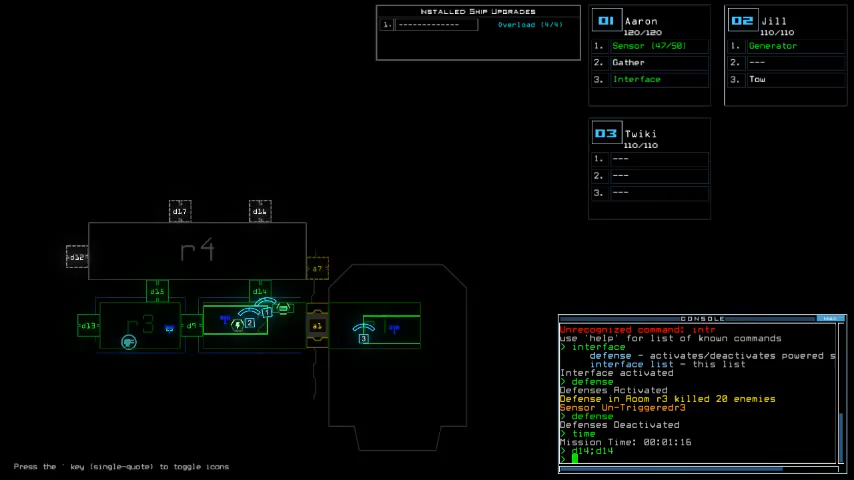 INSTALLED SHIP UPGRADES
1. -------------- Overload (4/4)
01 Aaron
120/120
1. Sensor (47/50)
2. Gather
3. Interface
02 Jill
110/110
1. Generator
2. ---
3. Tow
03 Twiki
110/110
1. ---
2. ---
3. ---
d17
d16
r4
d12
a7
d15
d14
d13
r3
d9
2
1
a1
3
CONSOLE
Unrecognized command: intr
use 'help' for list of known commands
> interface
defense - activates/deactivates powered s
interface list - this list
Interface activated
> defense
Defenses Activated
Defense in Room r3 killed 20 enemies
Sensor Un-Triggeredr3
> defense
Defenses Deactivated
> time
Mission Time: 00:01:16
> d14;d14
>
Press the ' key (single-quote) to toggle icons